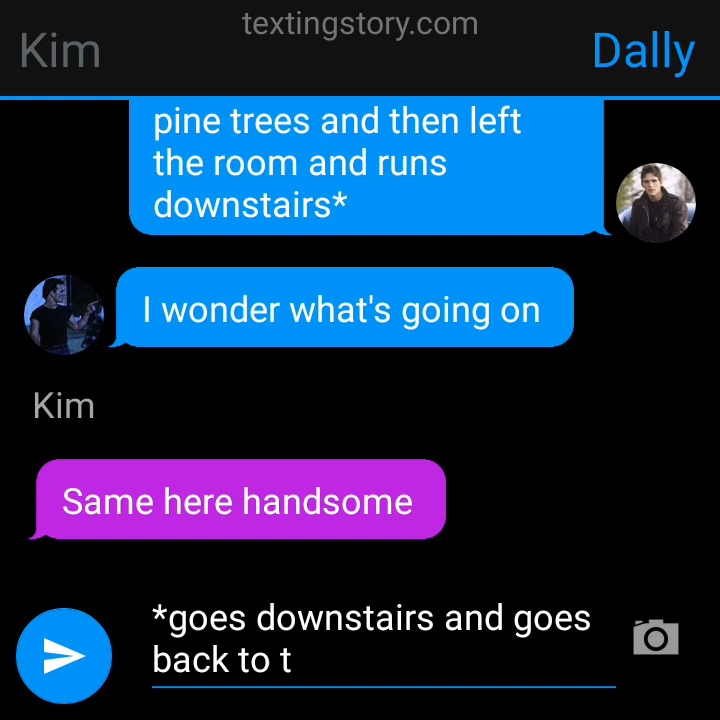 textingstory.com
Kim
Dally
pine trees and then left
the room and runs
downstairs*
I wonder what's going on
Kim
Same here handsome
*goes downstairs and goes
back to t